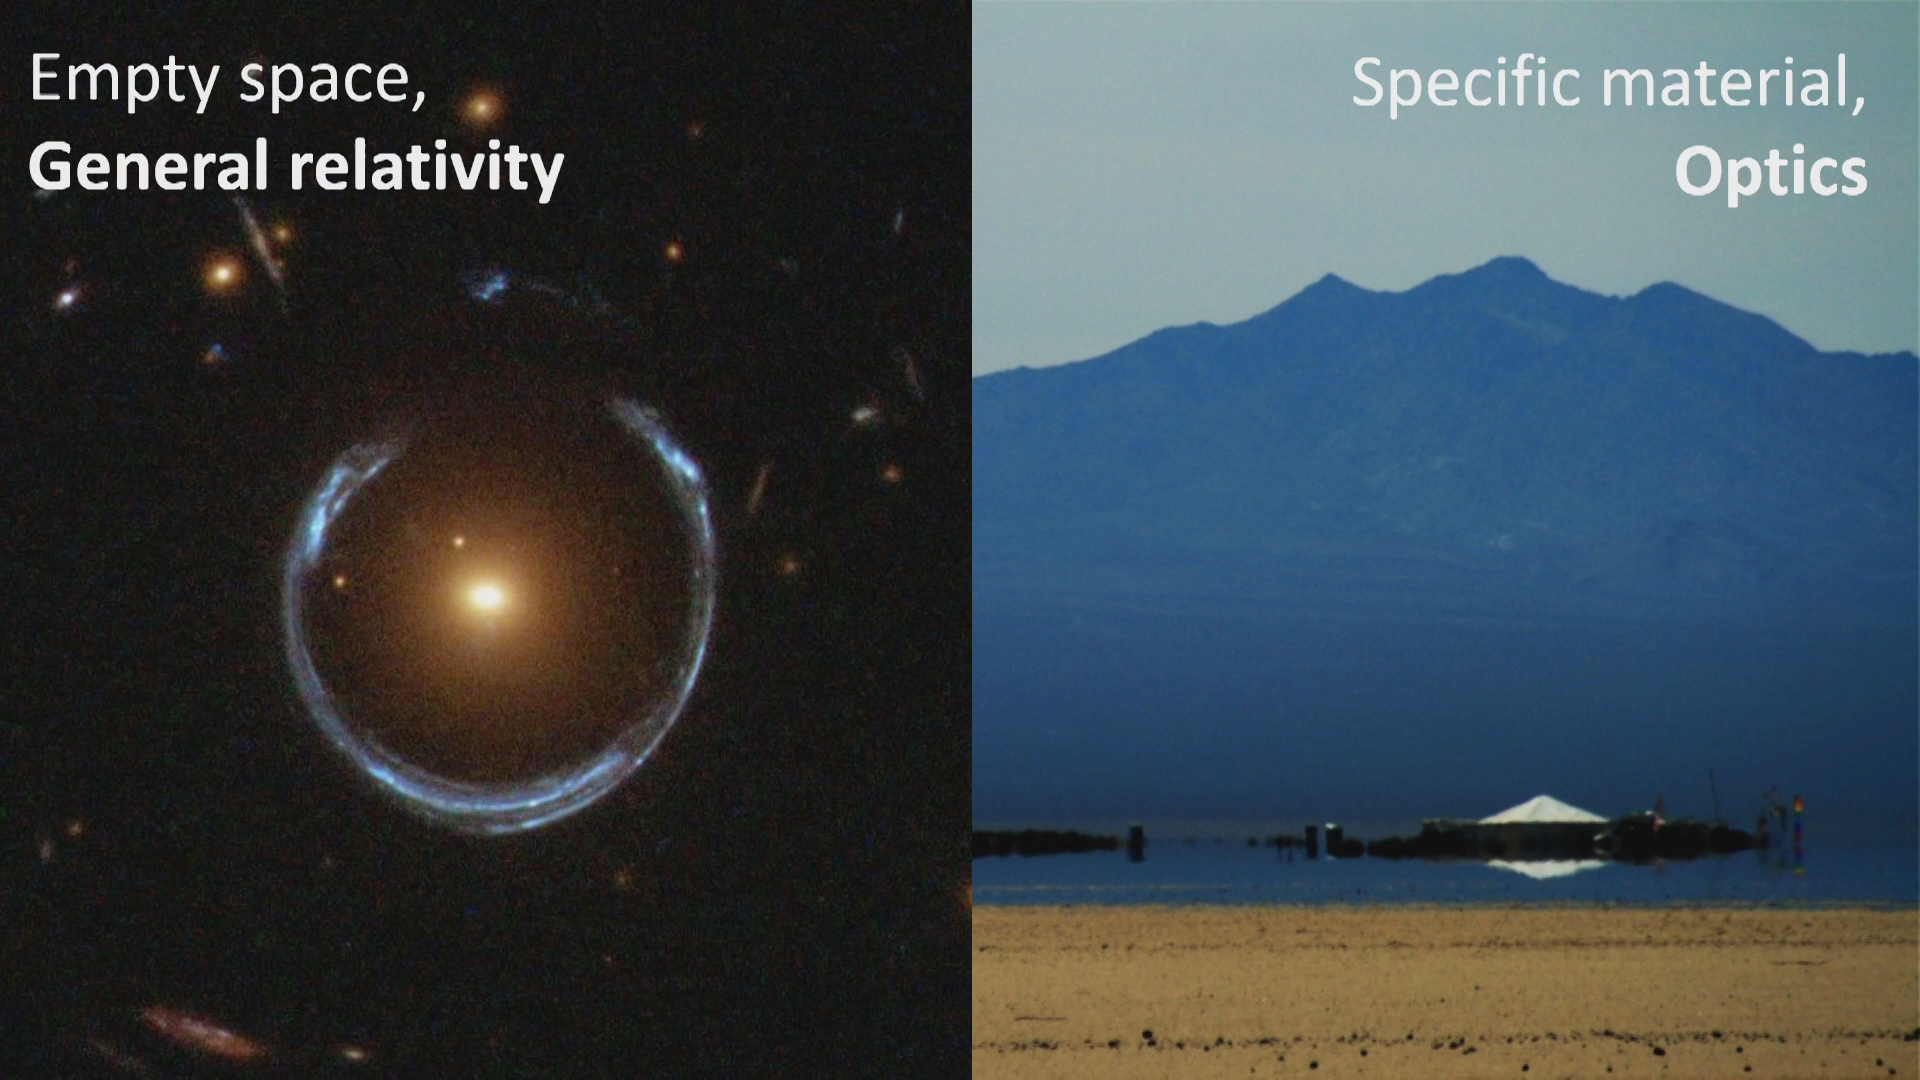 Empty space,
General relativity
Specific material,
Optics